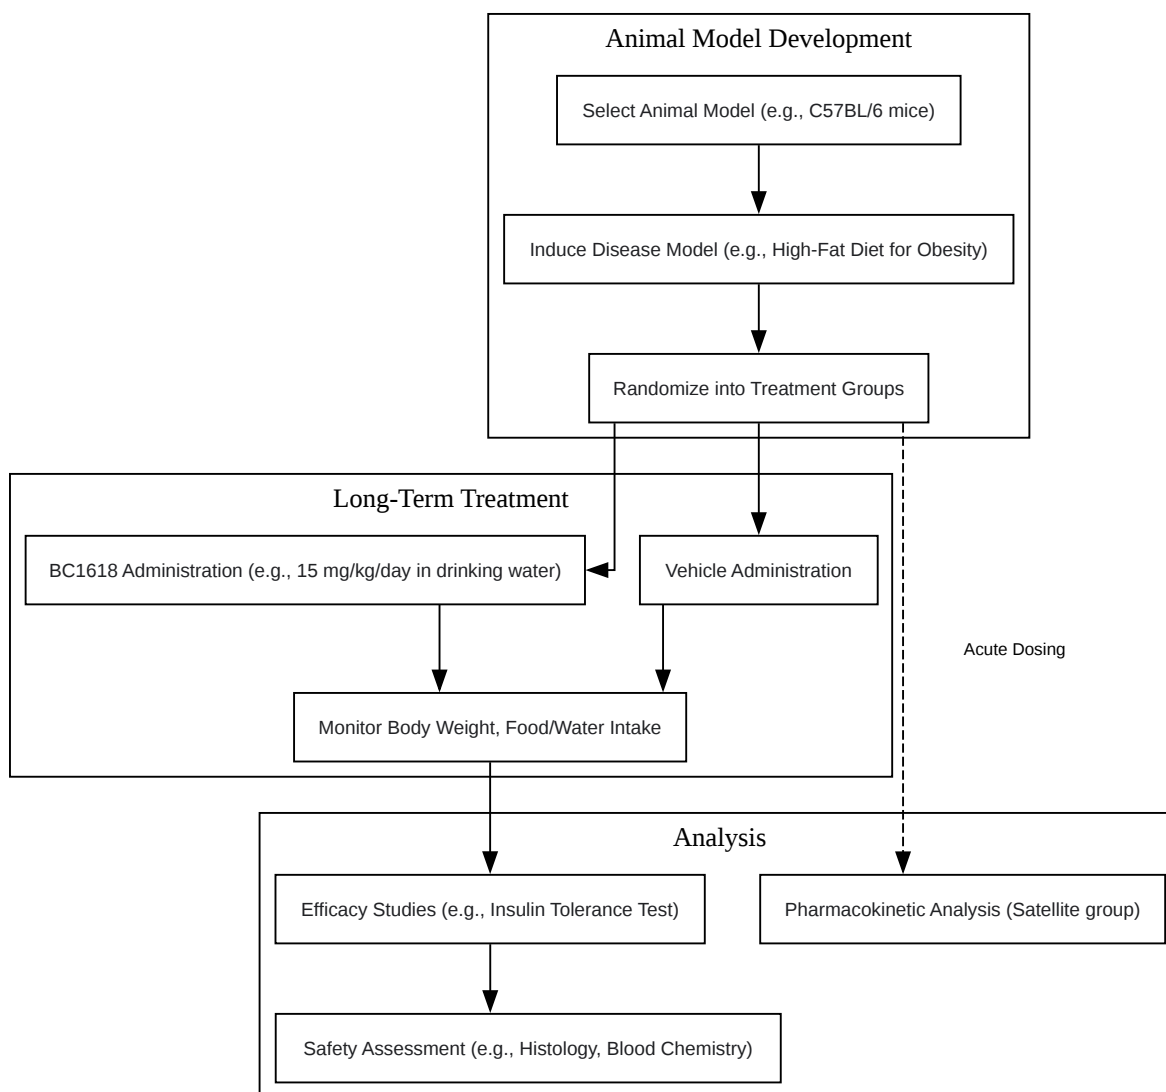 Animal Model Development
Select Animal Model (e.g., C57BL/6 mice)
Induce Disease Model (e.g., High-Fat Diet for Obesity)
Randomize into Treatment Groups
Long-Term Treatment
BC1618 Administration (e.g., 15 mg/kg/day in drinking water)
Vehicle Administration
Acute Dosing
Monitor Body Weight, Food/Water Intake
Analysis
Efficacy Studies (e.g., Insulin Tolerance Test)
Pharmacokinetic Analysis (Satellite group)
Safety Assessment (e.g., Histology, Blood Chemistry)